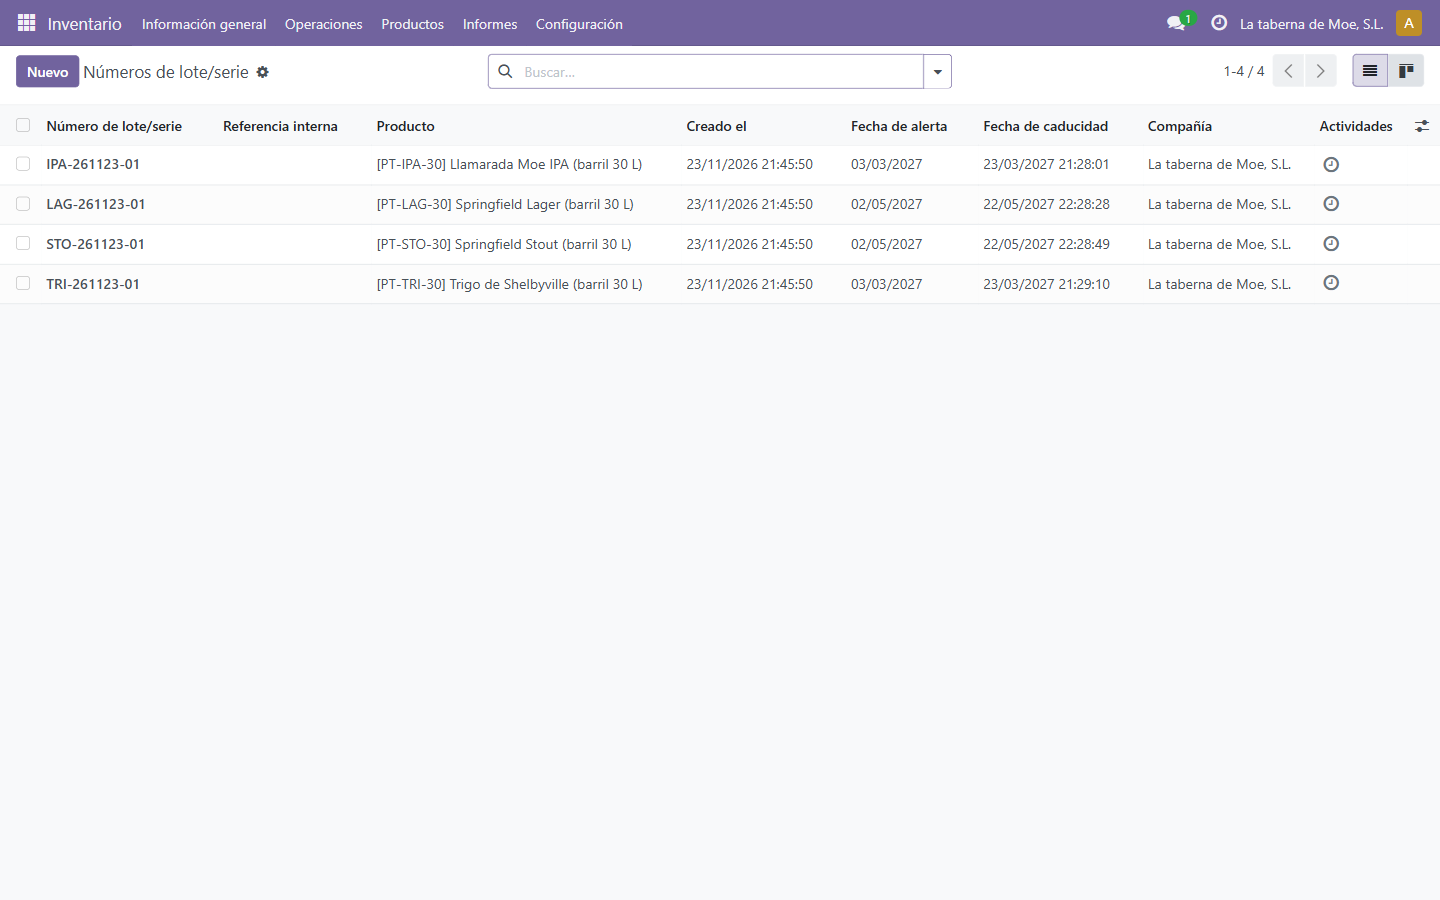 Inventario Información general Operaciones Productos Informes Configuración 1 La taberna de Moe, S.L. A
Nuevo Números de lote/serie Buscar... 1-4 / 4
Número de lote/serie Referencia interna Producto Creado el Fecha de alerta Fecha de caducidad Compañía Actividades
IPA-261123-01 [PT-IPA-30] Llamarada Moe IPA (barril 30 L) 23/11/2026 21:45:50 03/03/2027 23/03/2027 21:28:01 La taberna de Moe, S.L.
LAG-261123-01 [PT-LAG-30] Springfield Lager (barril 30 L) 23/11/2026 21:45:50 02/05/2027 22/05/2027 22:28:28 La taberna de Moe, S.L.
STO-261123-01 [PT-STO-30] Springfield Stout (barril 30 L) 23/11/2026 21:45:50 02/05/2027 22/05/2027 22:28:49 La taberna de Moe, S.L.
TRI-261123-01 [PT-TRI-30] Trigo de Shelbyville (barril 30 L) 23/11/2026 21:45:50 03/03/2027 23/03/2027 21:29:10 La taberna de Moe, S.L.